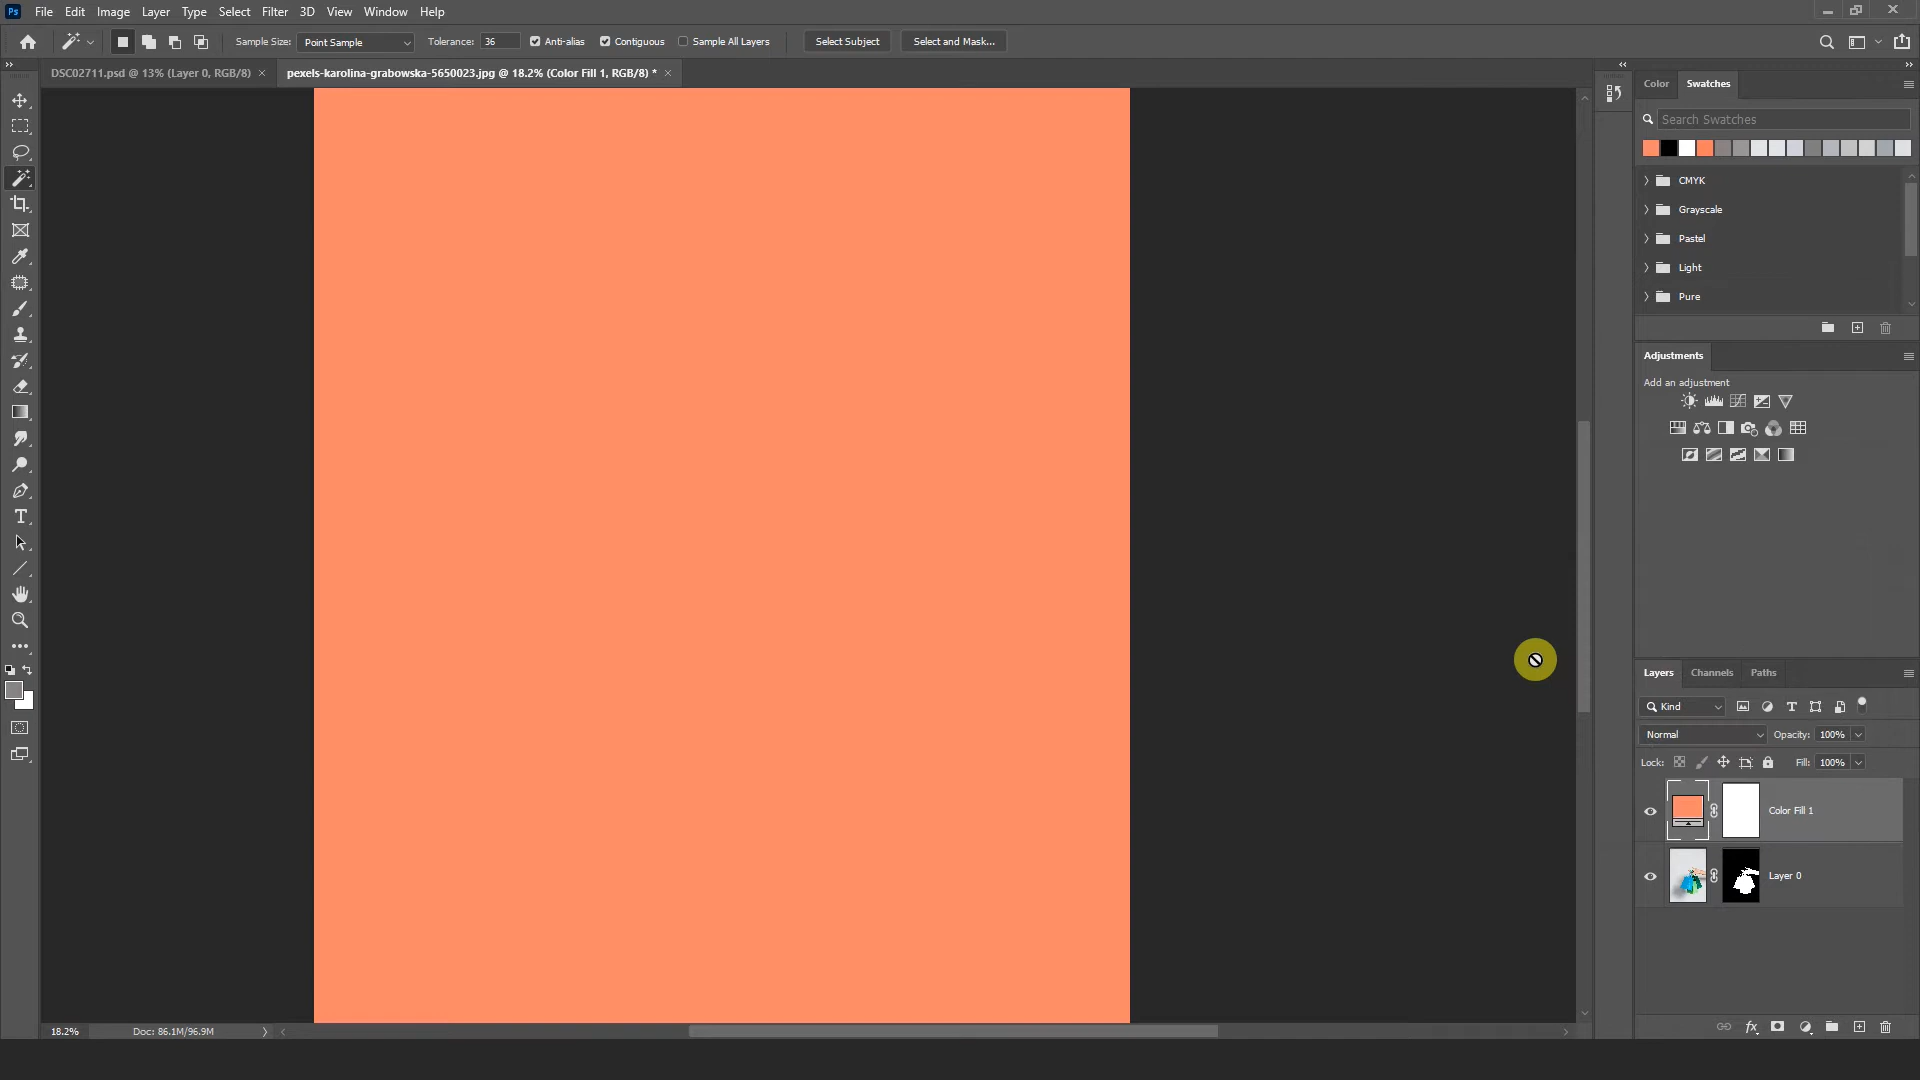 Ps File Edit Image Layer Type Select Filter 3D View Window Help
Sample Size: Point Sample Tolerance: 36 Anti-alias Contiguous Sample All Layers Select Subject Select and Mask...
DSC02711.psd @ 13% (Layer 0, RGB/8) pexels-karolina-grabowska-5650023.jpg @ 18.2% (Color Fill 1, RGB/8) *
Color Swatches
Search Swatches
CMYK
Grayscale
Pastel
Light
Pure
Adjustments
Add an adjustment
Layers Channels Paths
Kind
Normal Opacity: 100%
Lock: Fill: 100%
Color Fill 1
Layer 0
18.2% Doc: 86.1M/96.9M